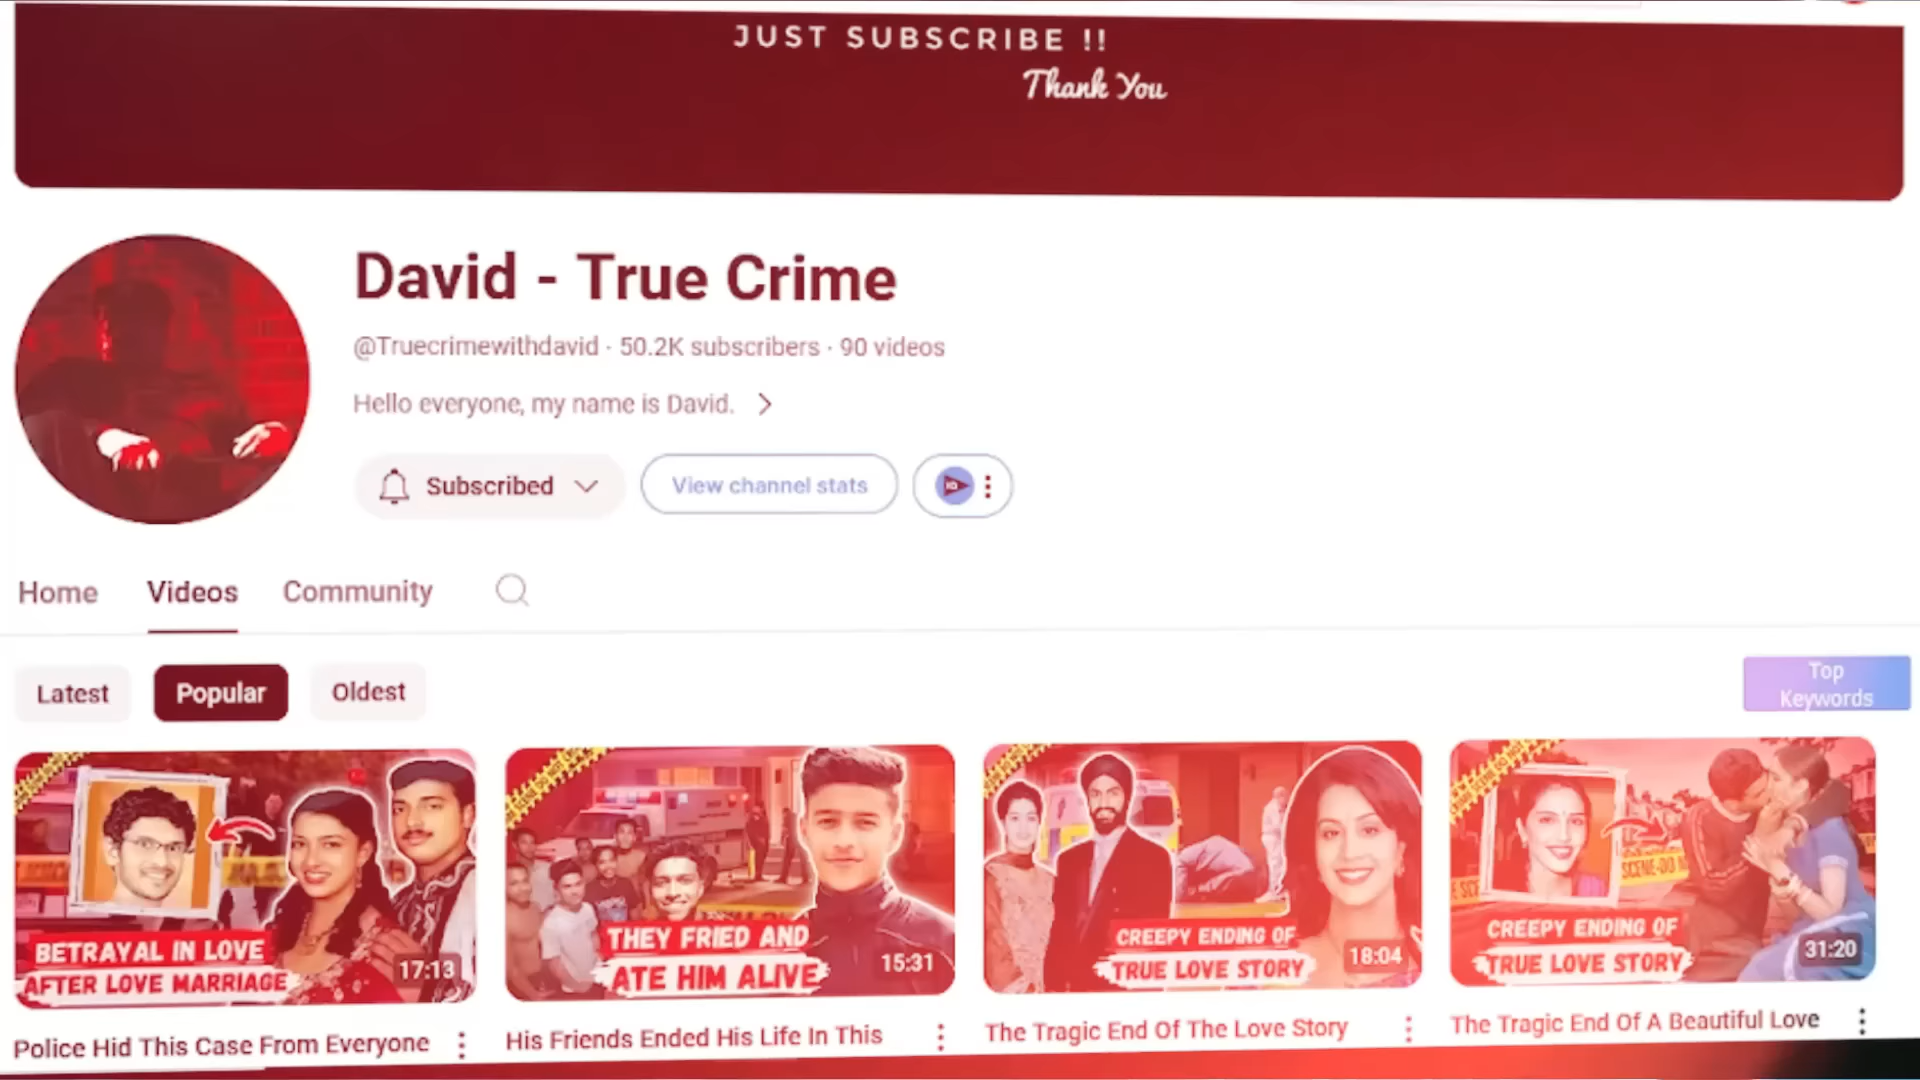 JUST SUBSCRIBE !!
Thank You
David - True Crime
@Truecrimewithdavid · 50.2K subscribers · 90 videos
Hello everyone, my name is David.
Subscribed
View channel stats
Home
Videos
Community
Latest
Popular
Oldest
Top
Keywords
BETRAYAL IN LOVE
AFTER LOVE MARRIAGE
17:13
THEY FRIED AND
ATE HIM ALIVE
15:31
CREEPY ENDING OF
TRUE LOVE STORY
18:04
SCENE-DO N
CREEPY ENDING OF
TRUE LOVE STORY
31:20
Police Hid This Case From Everyone
His Friends Ended His Life In This
The Tragic End Of The Love Story
The Tragic End Of A Beautiful Love